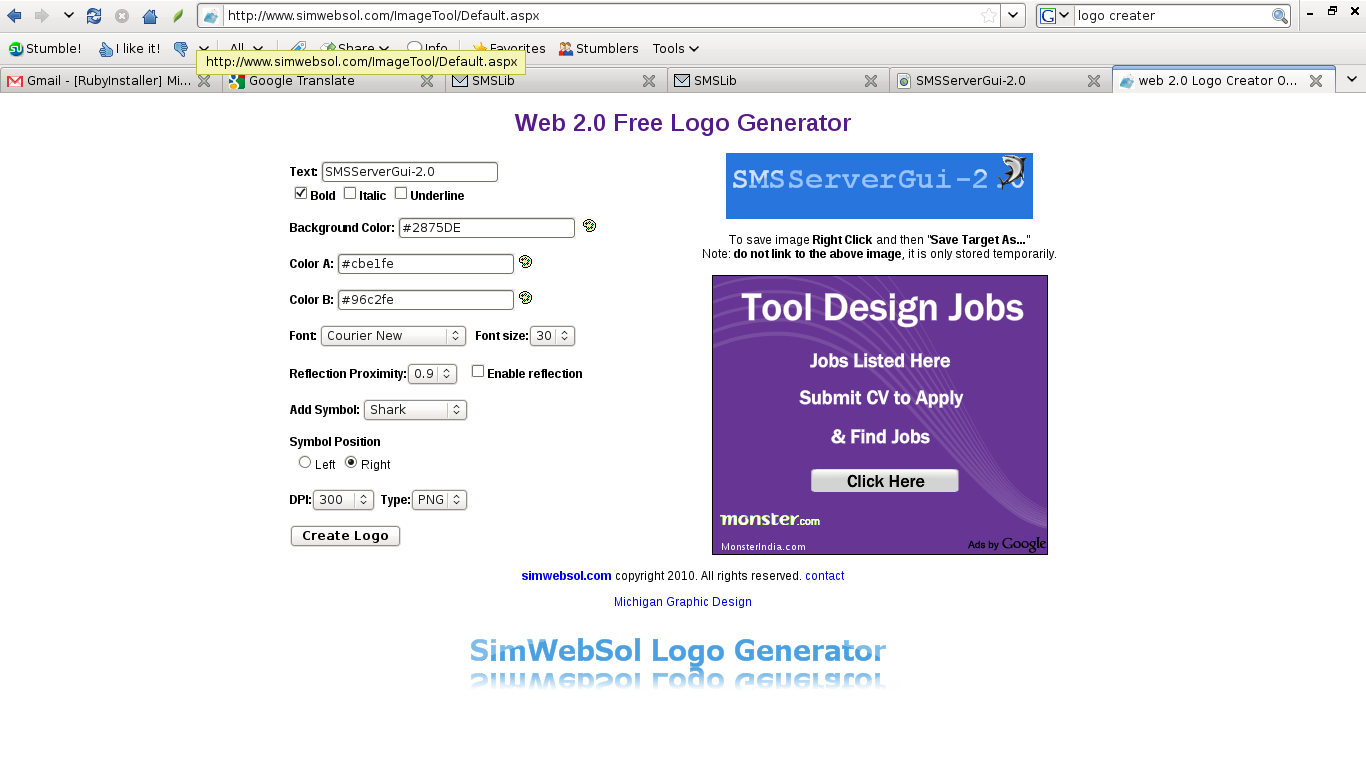 http://www.simwebsol.com/ImageTool/Default.aspx
logo creater
Stumble! I like it! All Share Info Favorites Stumblers Tools
http://www.simwebsol.com/ImageTool/Default.aspx
Gmail - [RubyInstaller] Mi... Google Translate SMSLib SMSLib SMSServerGui-2.0 web 2.0 Logo Creator O...
Web 2.0 Free Logo Generator
Text: SMSServerGui-2.0
Bold Italic Underline
Background Color: #2875DE
Color A: #cbe1fe
Color B: #96c2fe
Font: Courier New Font size: 30
Reflection Proximity: 0.9 Enable reflection
Add Symbol: Shark
Symbol Position
Left Right
DPI: 300 Type: PNG
Create Logo
SMSServerGui-2.0
To save image Right Click and then "Save Target As..."
Note: do not link to the above image, it is only stored temporarily.
Tool Design Jobs
Jobs Listed Here
Submit CV to Apply
& Find Jobs
Click Here
monster.com
MonsterIndia.com
Ads by Google
simwebsol.com copyright 2010. All rights reserved. contact
Michigan Graphic Design
SimWebSol Logo Generator